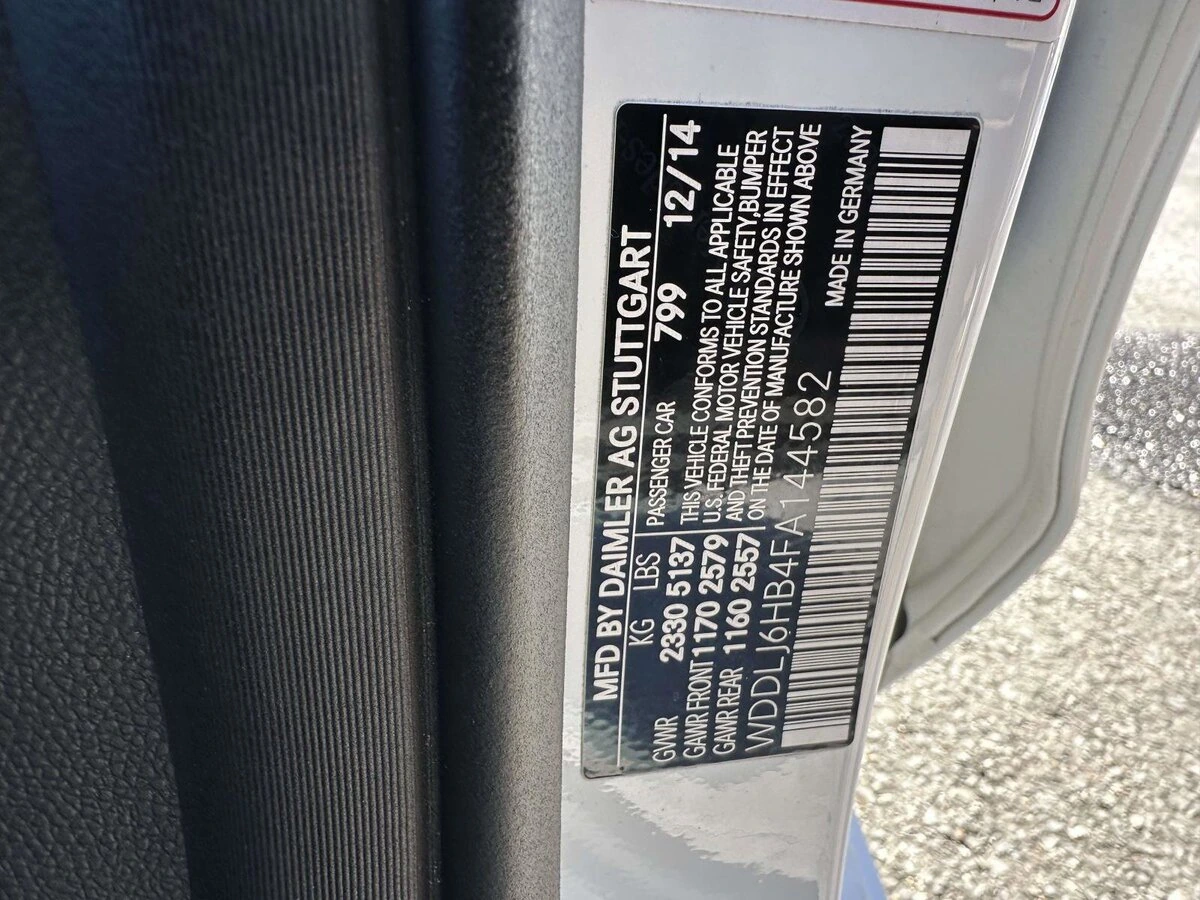 MFD BY DAIMLER AG STUTTGART
KG LBS PASSENGER CAR 799 12/14
GVWR 2330 5137 THIS VEHICLE CONFORMS TO ALL APPLICABLE
GAWR FRONT 1170 2579 U.S. FEDERAL MOTOR VEHICLE SAFETY,BUMPER
GAWR REAR 1160 2557 AND THEFT PREVENTION STANDARDS IN EFFECT
ON THE DATE OF MANUFACTURE SHOWN ABOVE
WDDLJ6HB4FA144582 MADE IN GERMANY